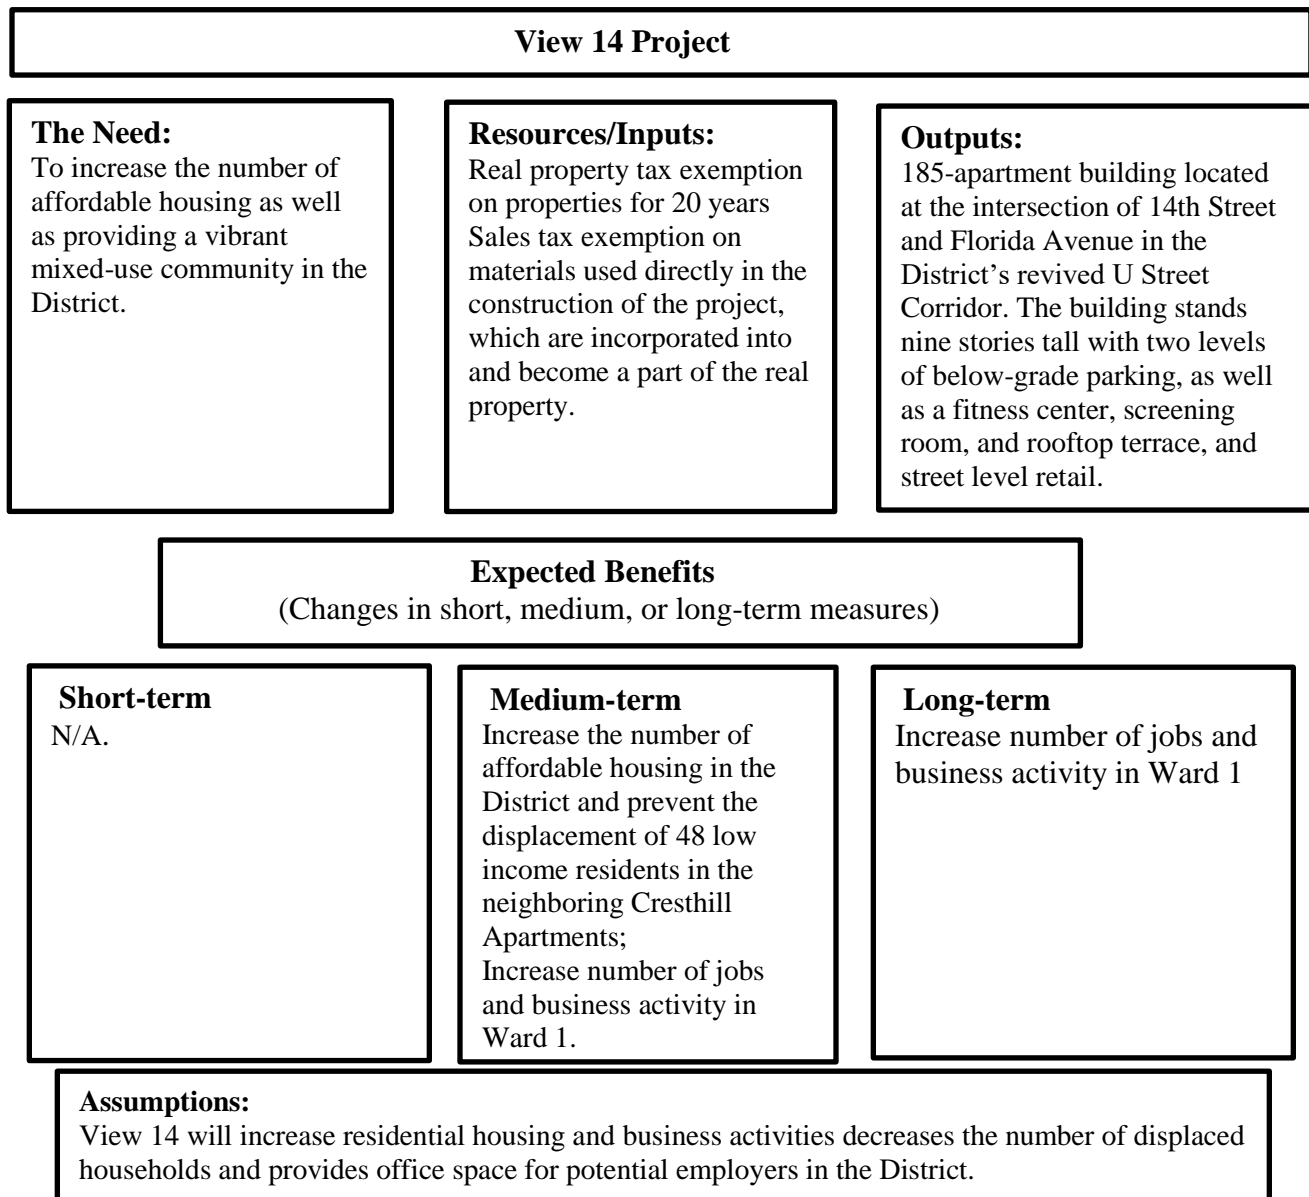 View 14 Project
The Need:
To increase the number of
affordable housing as well
as providing a vibrant
mixed-use community in the
District.
Resources/Inputs:
Real property tax exemption
on properties for 20 years
Sales tax exemption on
materials used directly in the
construction of the project,
which are incorporated into
and become a part of the real
property.
Outputs:
185-apartment building located
at the intersection of 14th Street
and Florida Avenue in the
District’s revived U Street
Corridor. The building stands
nine stories tall with two levels
of below-grade parking, as well
as a fitness center, screening
room, and rooftop terrace, and
street level retail.
Expected Benefits
(Changes in short, medium, or long-term measures)
Short-term
N/A.
Medium-term
Increase the number of
affordable housing in the
District and prevent the
displacement of 48 low
income residents in the
neighboring Cresthill
Apartments;
Increase number of jobs
and business activity in
Ward 1.
Long-term
Increase number of jobs and
business activity in Ward 1
Assumptions:
View 14 will increase residential housing and business activities decreases the number of displaced
households and provides office space for potential employers in the District.